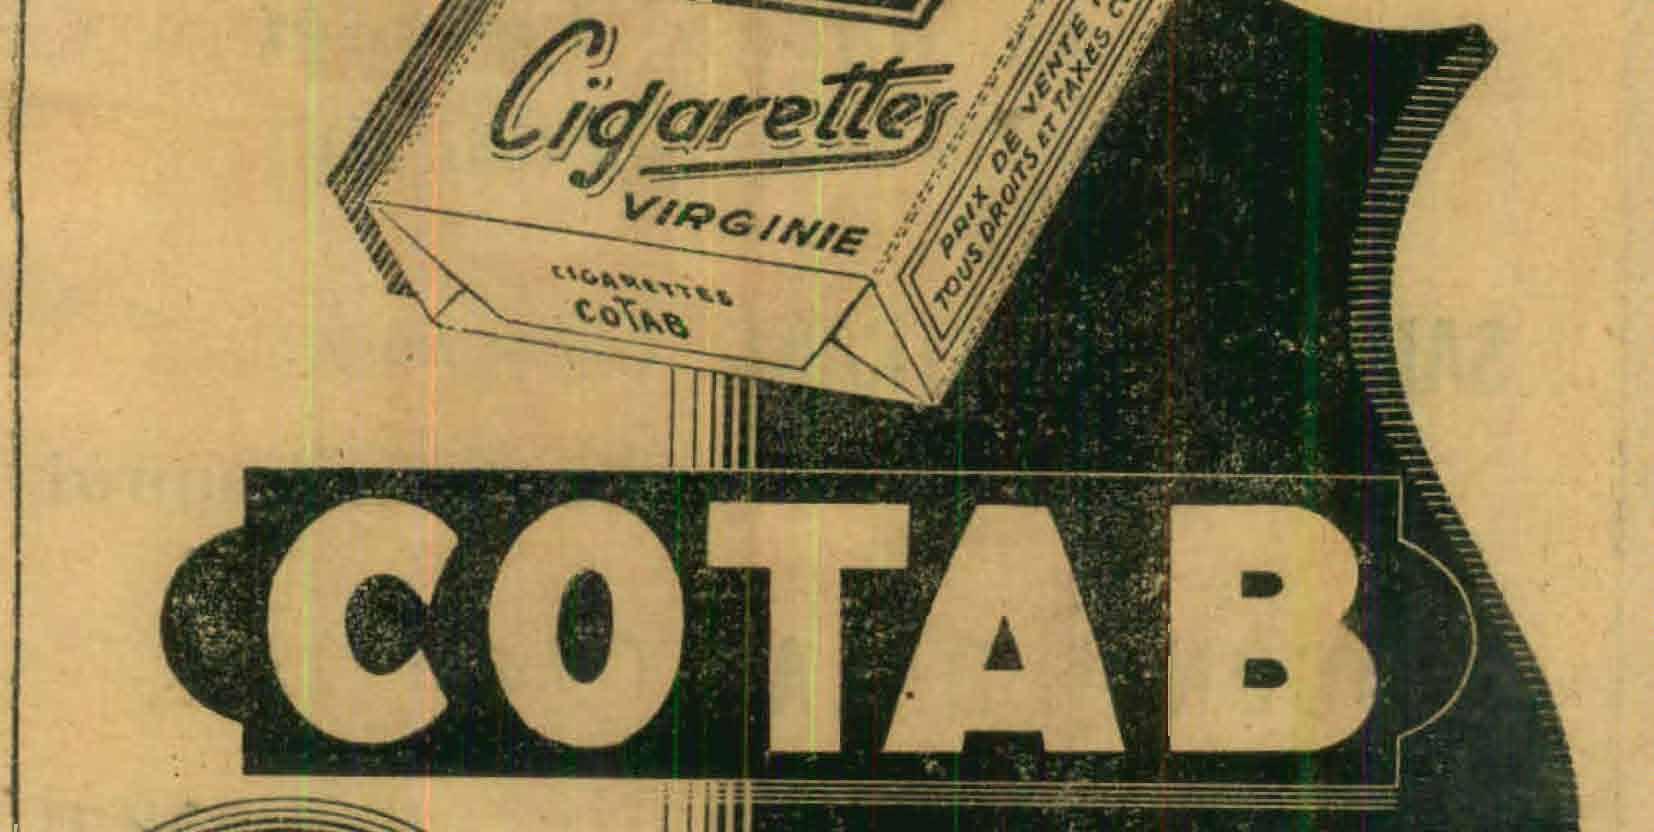 Cigarettes
VIRGINIE
CIGARETTES
COTAB
PRIX DE VENTE
TOUS DROITS ET TAXES
COTAB